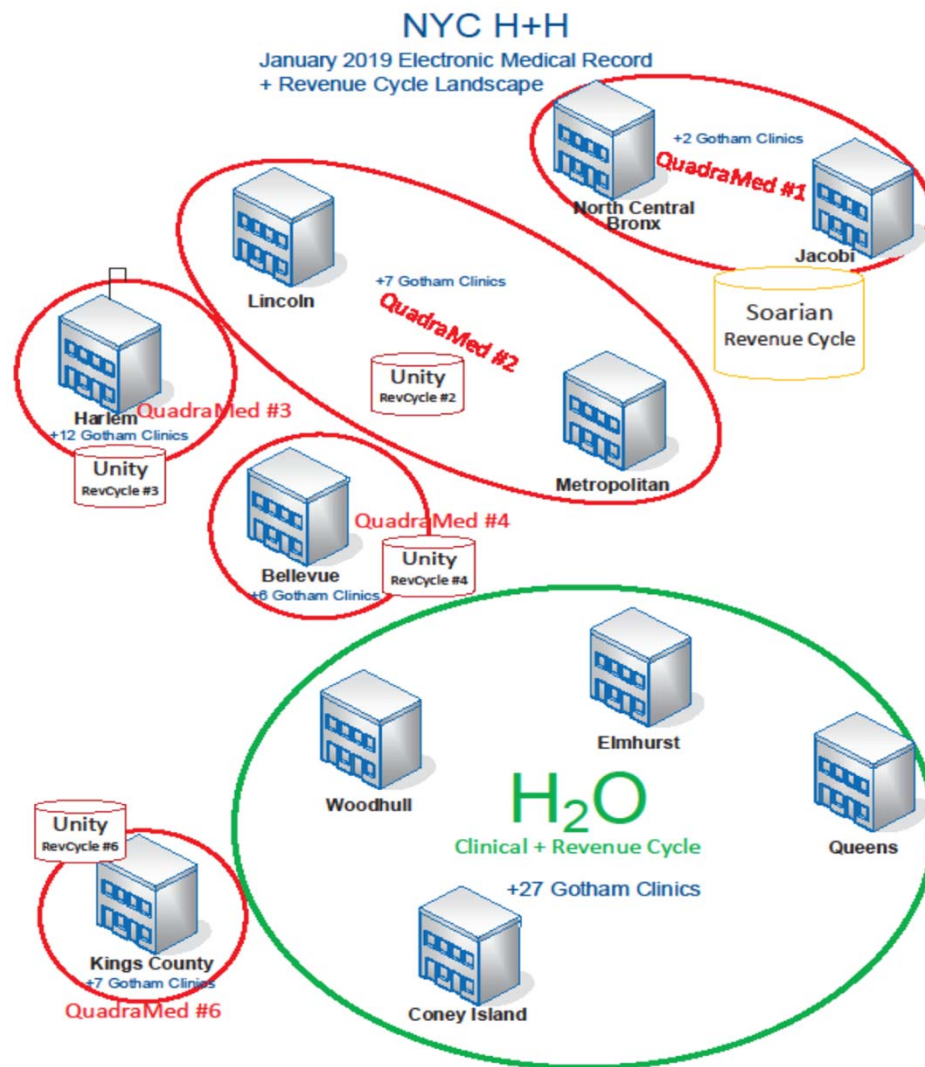 NYC H+H
January 2019 Electronic Medical Record
+ Revenue Cycle Landscape
+2 Gotham Clinics
QuadraMed #1
North Central
Bronx
Jacobi
Soarian
Revenue Cycle
Lincoln
+7 Gotham Clinics
QuadraMed #2
Unity
RevCycle #2
Metropolitan
Harlem
QuadraMed #3
+12 Gotham Clinics
Unity
RevCycle #3
QuadraMed #4
Bellevue
+6 Gotham Clinics
Unity
RevCycle #4
Elmhurst
Woodhull
Queens
H₂O
Clinical + Revenue Cycle
+27 Gotham Clinics
Coney Island
Unity
RevCycle #6
Kings County
+7 Gotham Clinics
QuadraMed #6